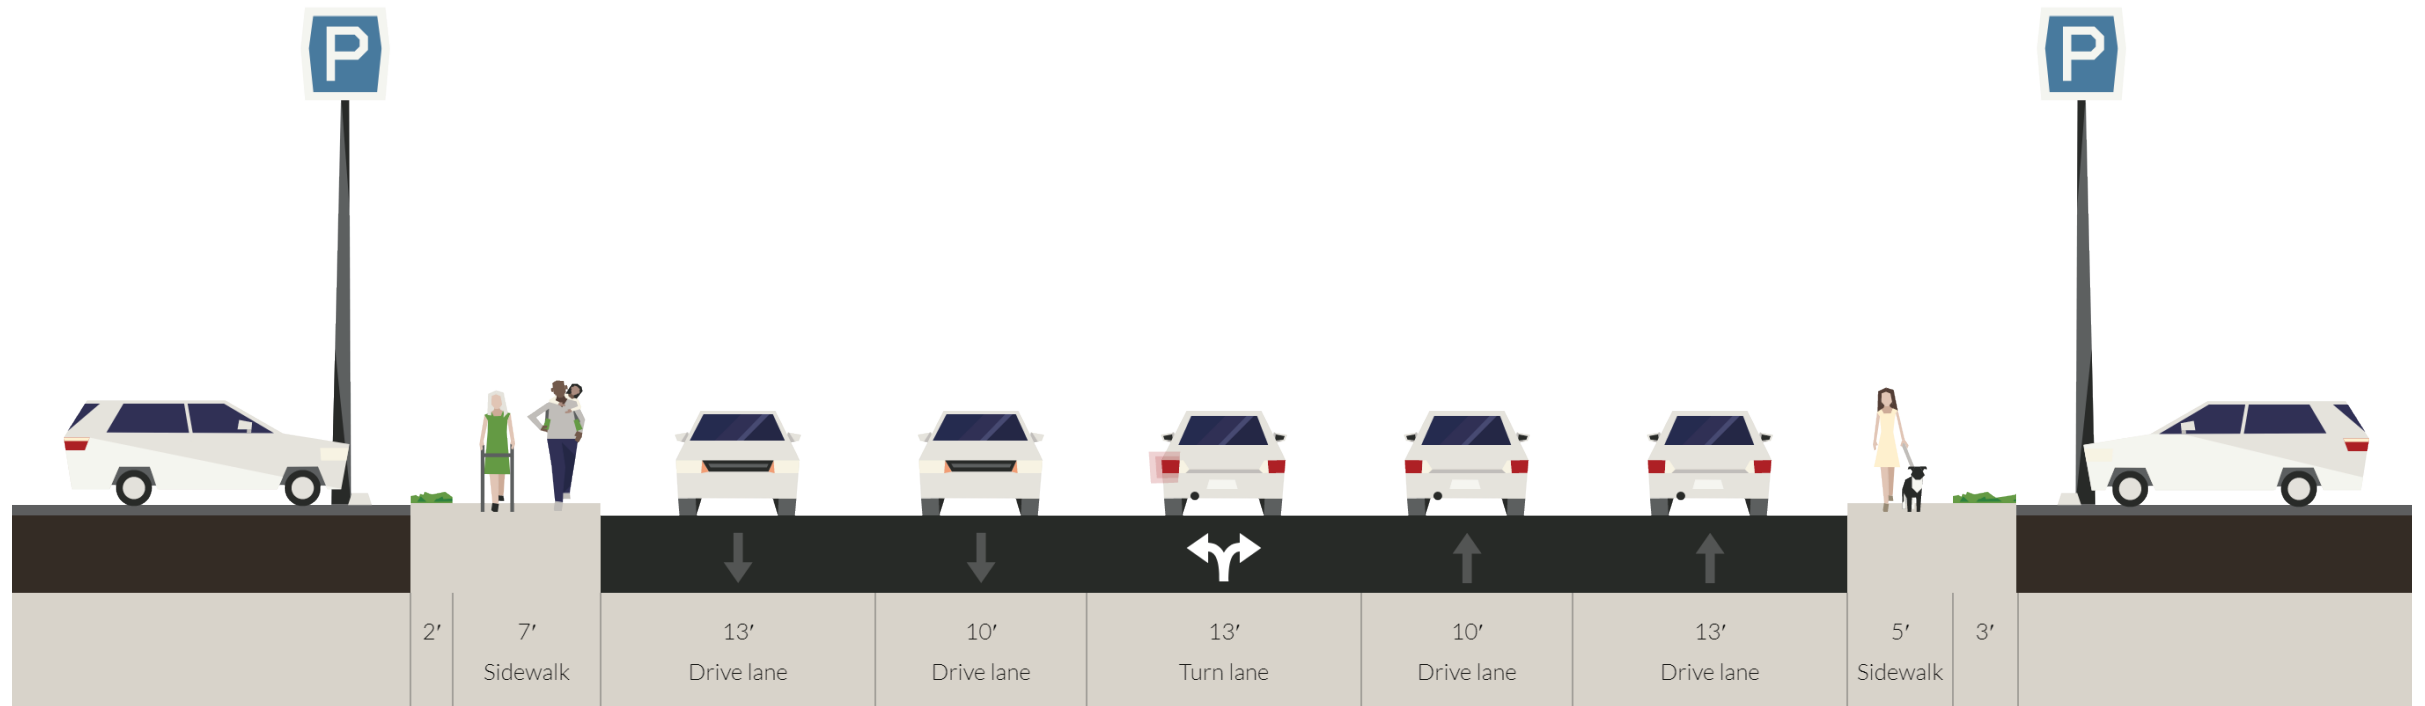 P
P
2′
7′
13′
10′
13′
10′
13′
5′
3′
Sidewalk
Drive lane
Drive lane
Turn lane
Drive lane
Drive lane
Sidewalk